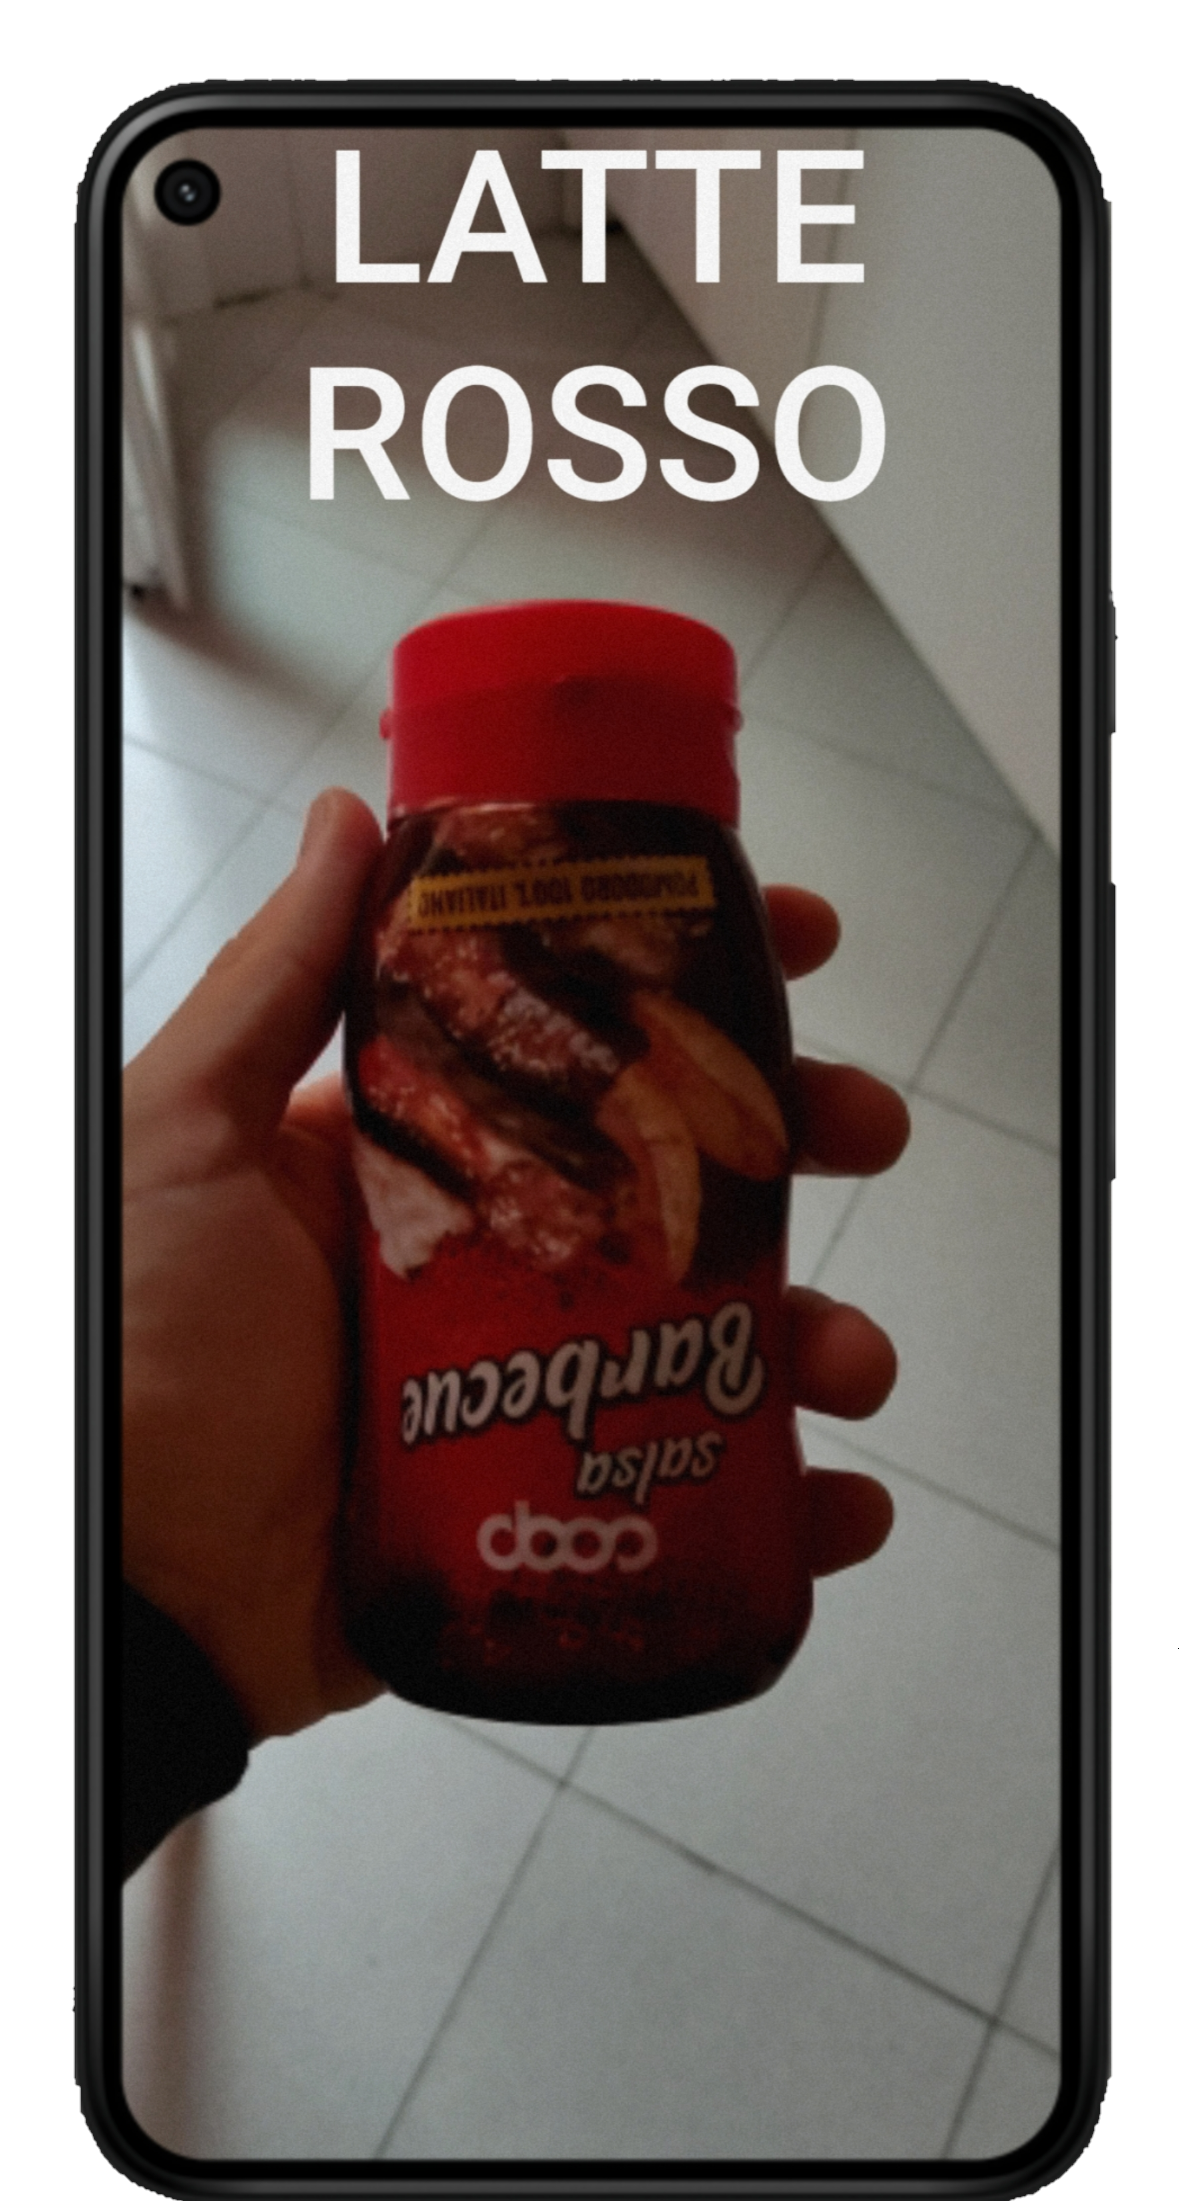 LATTE
ROSSO
POMODORO 100% ITALIANO
Barbecue
salsa
coop